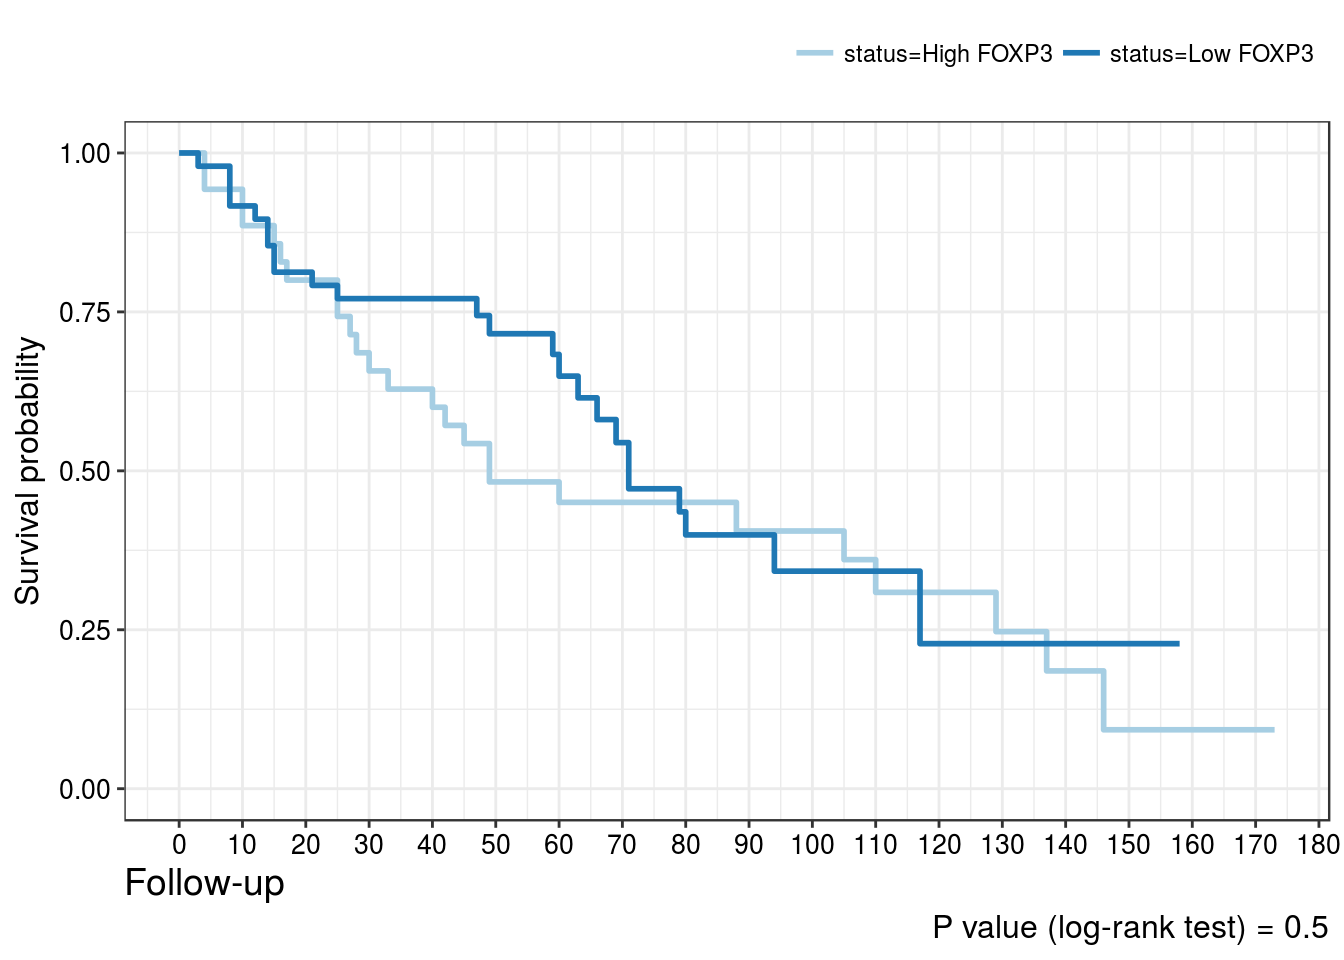 status=High FOXP3 status=Low FOXP3
1.00
0.75
0.50
0.25
0.00
Survival probability
0 10 20 30 40 50 60 70 80 90 100 110 120 130 140 150 160 170 180
Follow-up
P value (log-rank test) = 0.5